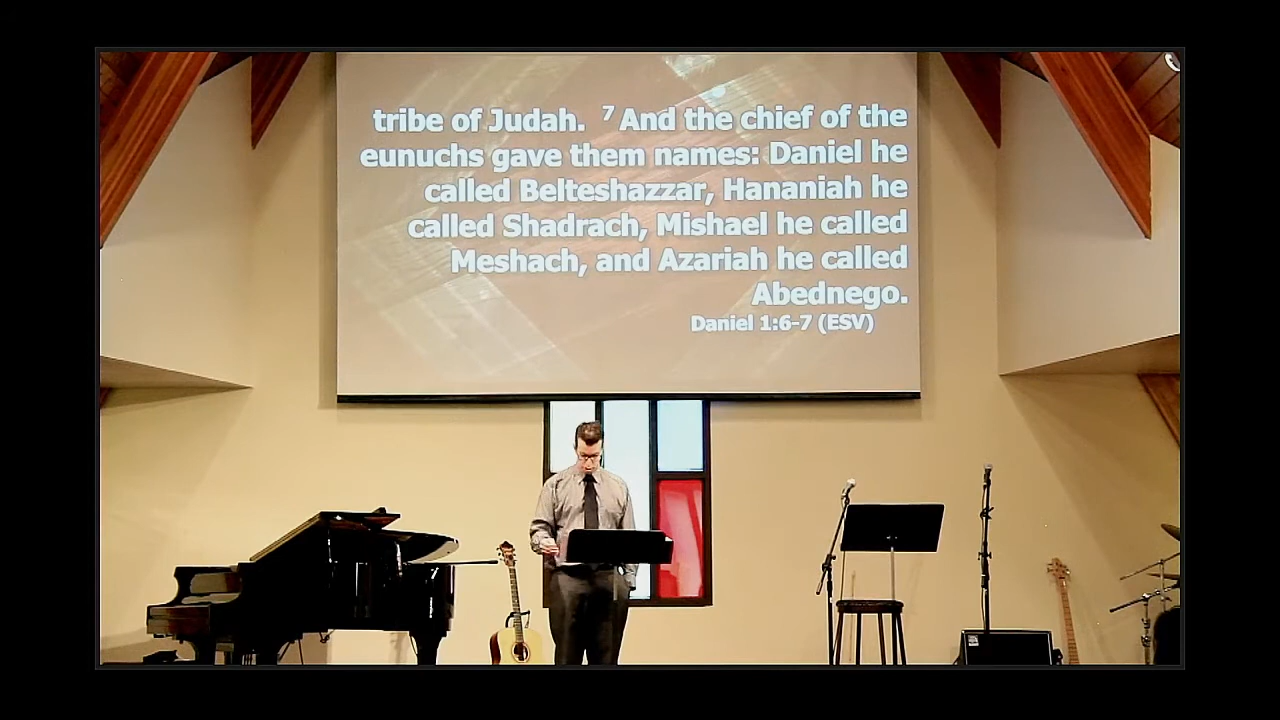 tribe of Judah. 7 And the chief of the
eunuchs gave them names: Daniel he
called Belteshazzar, Hananiah he
called Shadrach, Mishael he called
Meshach, and Azariah he called
Abednego.
Daniel 1:6-7 (ESV)